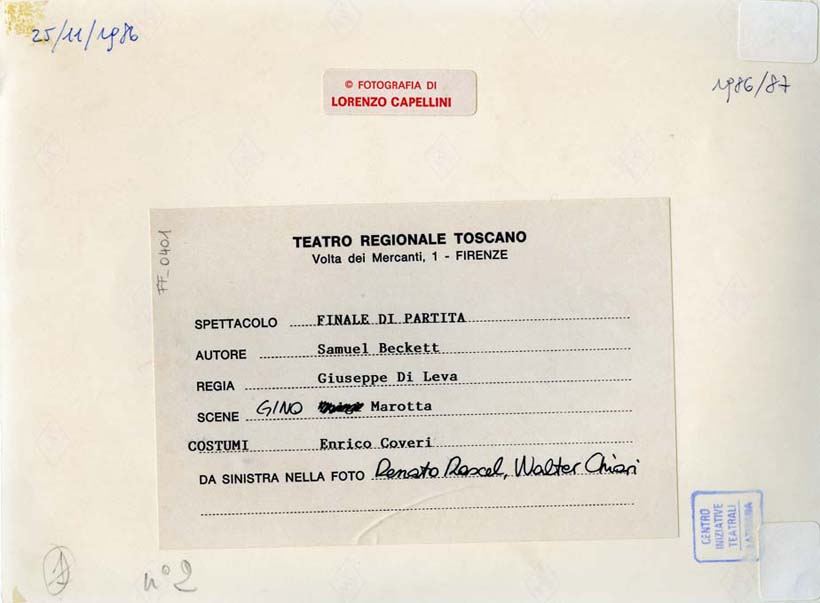 25/11/1986
© FOTOGRAFIA DI
LORENZO CAPELLINI
1986/87
FF_0401
TEATRO REGIONALE TOSCANO
Volta dei Mercanti, 1 - FIRENZE
SPETTACOLO FINALE DI PARTITA
AUTORE Samuel Beckett
REGIA Giuseppe Di Leva
SCENE GINO Marotta
COSTUMI Enrico Coveri
DA SINISTRA NELLA FOTO Renato Rascel, Walter Chiari
CENTRO
INIZIATIVE
TEATRALI
n°2